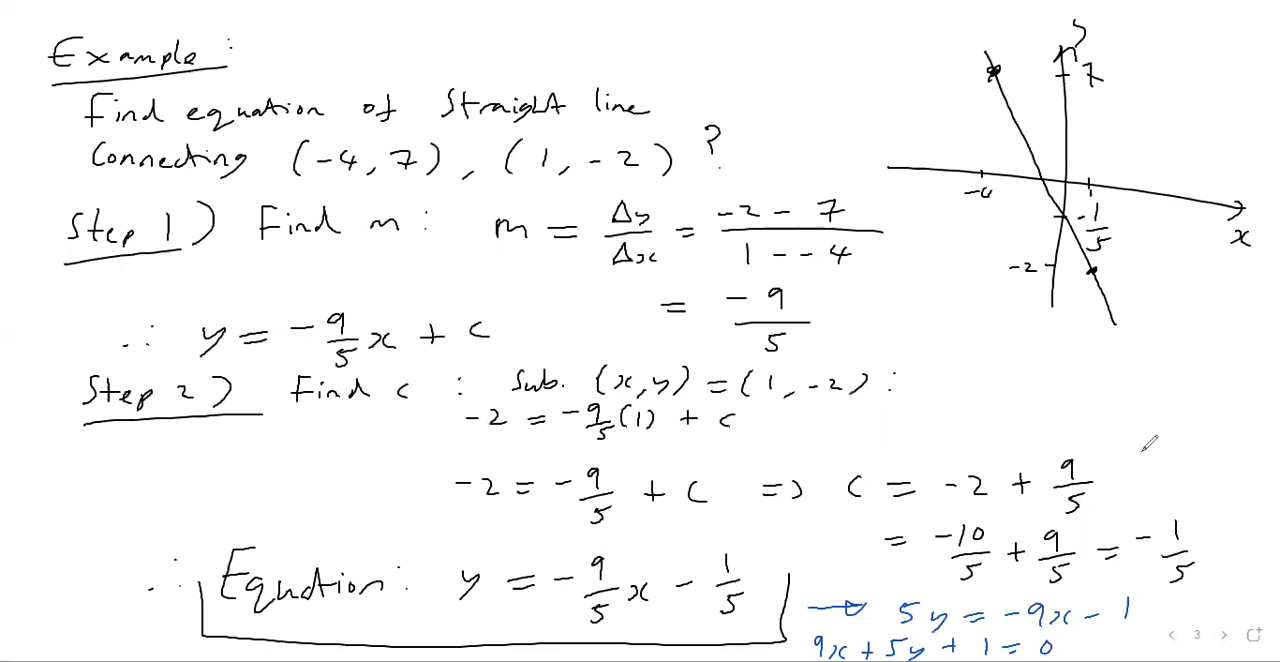 Example:
Find equation of straight line
Connecting (-4, 7), (1, -2) ?
Step 1) Find m: m = Δy/Δx = (-2 - 7)/(1 - -4)
= -9/5
∴ y = -9/5 x + c
Step 2) Find c : Sub. (x, y) = (1, -2) :
-2 = -9/5 (1) + c
-2 = -9/5 + c => c = -2 + 9/5
= -10/5 + 9/5 = -1/5
∴ Equation: y = -9/5 x - 1/5
→ 5y = -9x - 1
9x + 5y + 1 = 0
y
7
-4
-1/5
x
-2
3